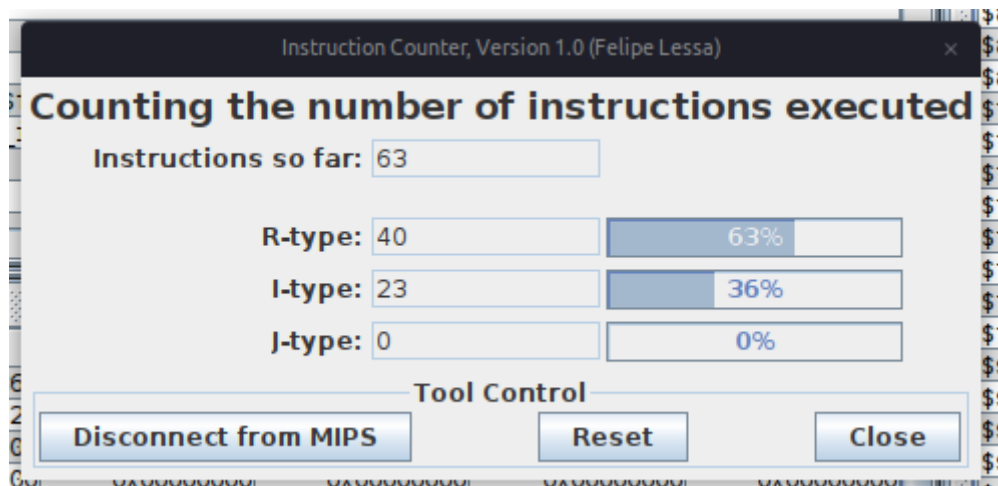 Instruction Counter, Version 1.0 (Felipe Lessa) ×
Counting the number of instructions executed
Instructions so far: 63
R-type: 40 63%
I-type: 23 36%
J-type: 0 0%
Tool Control
Disconnect from MIPS Reset Close